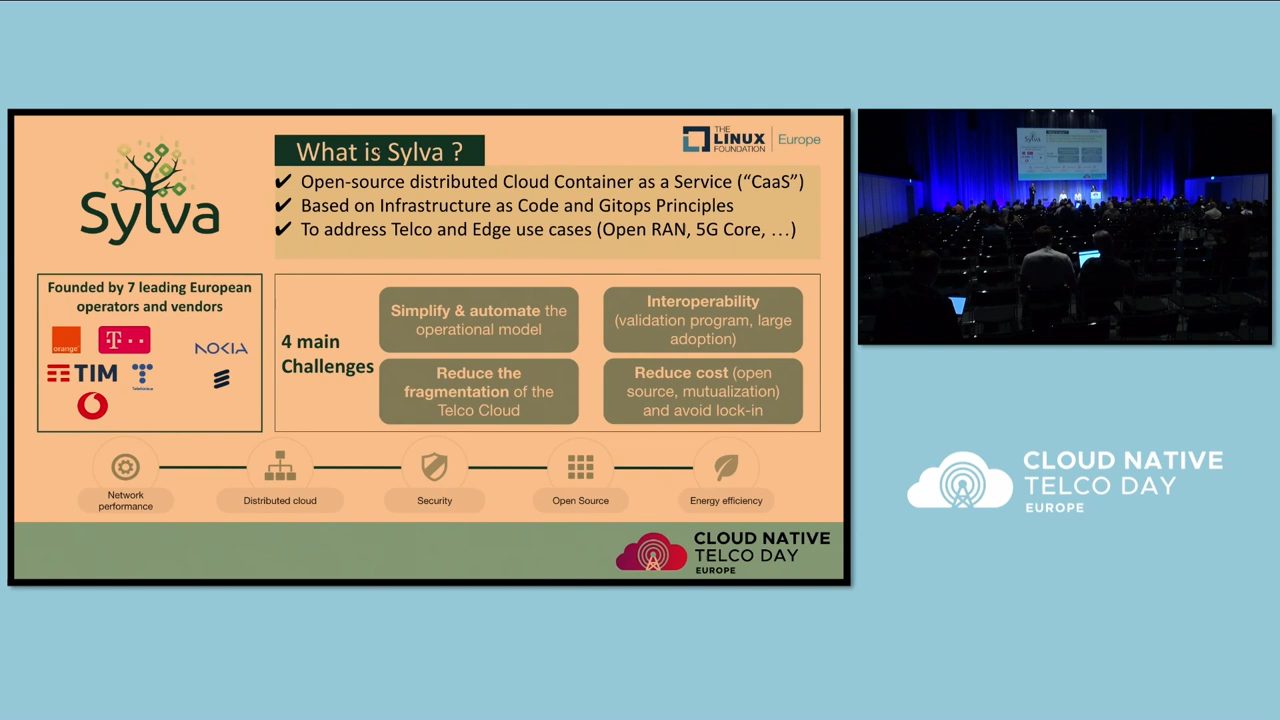 Sylva
What is Sylva ?
THE
LINUX
FOUNDATION
Europe
✔ Open-source distributed Cloud Container as a Service (“CaaS”)
✔ Based on Infrastructure as Code and Gitops Principles
✔ To address Telco and Edge use cases (Open RAN, 5G Core, …)
Founded by 7 leading European
operators and vendors
orange
T
NOKIA
TIM
Telefónica
4 main
Challenges
Simplify & automate the
operational model
Interoperability
(validation program, large
adoption)
Reduce the
fragmentation of the
Telco Cloud
Reduce cost (open
source, mutualization)
and avoid lock-in
Network
performance
Distributed cloud
Security
Open Source
Energy efficiency
CLOUD NATIVE
TELCO DAY
EUROPE
CLOUD NATIVE
TELCO DAY
EUROPE